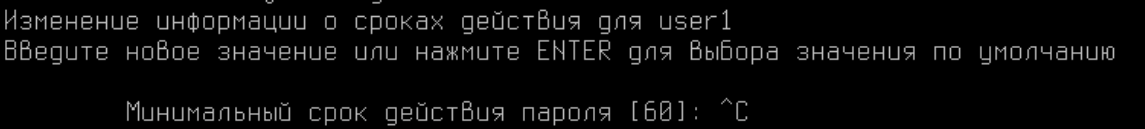 Изменение информации о сроках действия для user1
Введите новое значение или нажмите ENTER для выбора значения по умолчанию
Минимальный срок действия пароля [60]: ^C